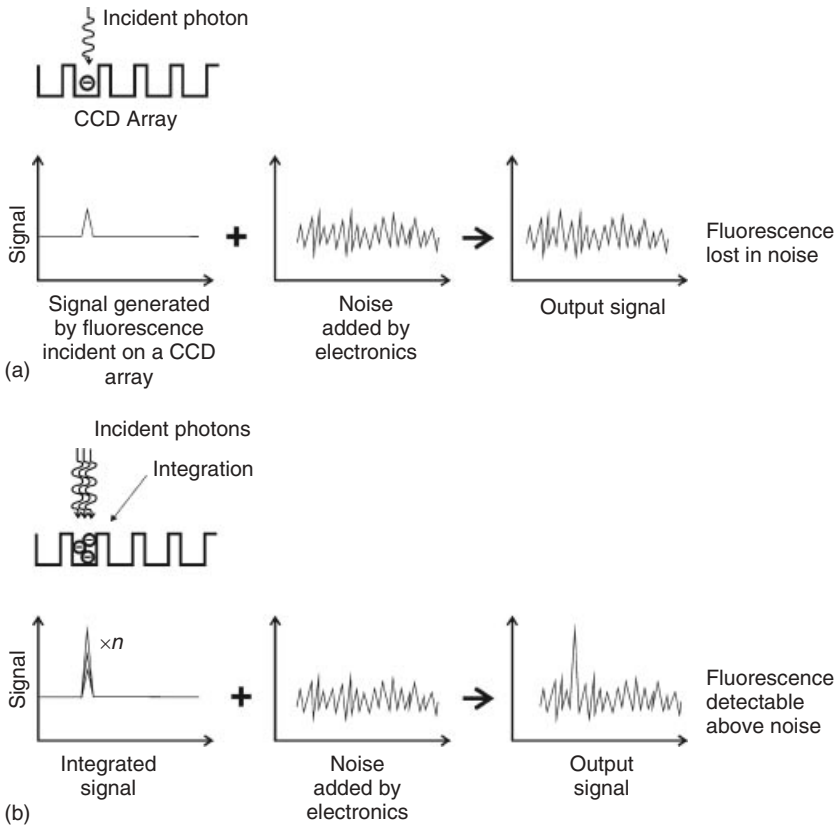 Incident photon
CCD Array
Signal
Signal generated
by fluorescence
incident on a CCD
array
+
Noise
added by
electronics
Output signal
Fluorescence
lost in noise
(a)
Incident photons
Integration
×n
Signal
Integrated
signal
+
Noise
added by
electronics
Output
signal
Fluorescence
detectable
above noise
(b)